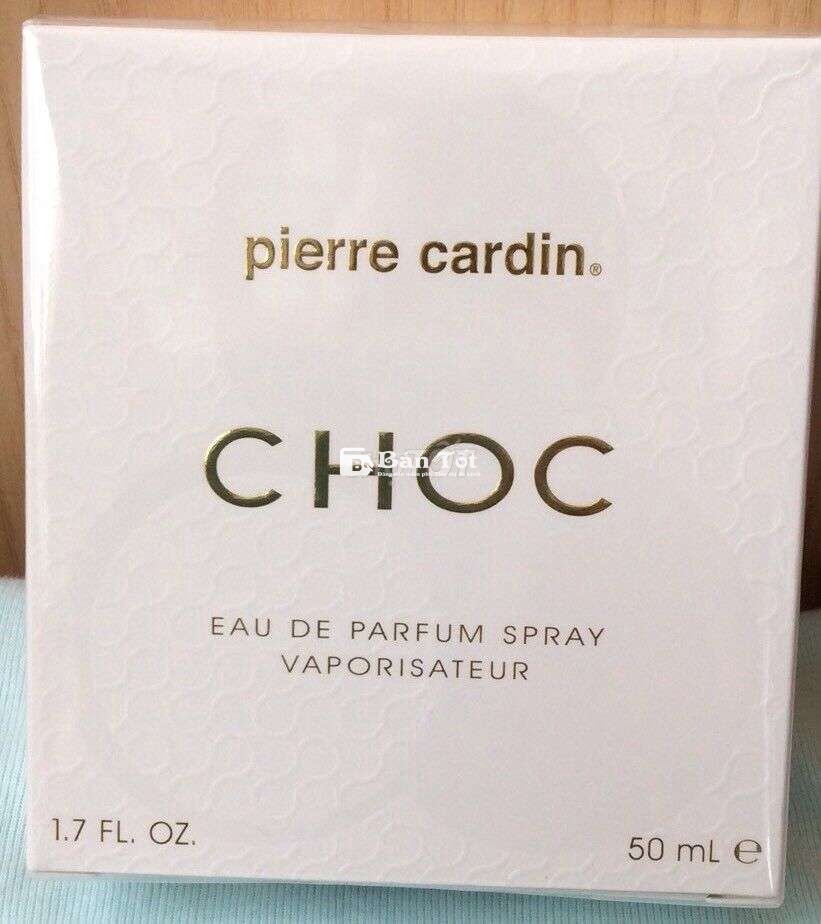 pierre cardin®
CHOC
Bán Tốt
EAU DE PARFUM SPRAY
VAPORISATEUR
1.7 FL. OZ.
50 mL ℮